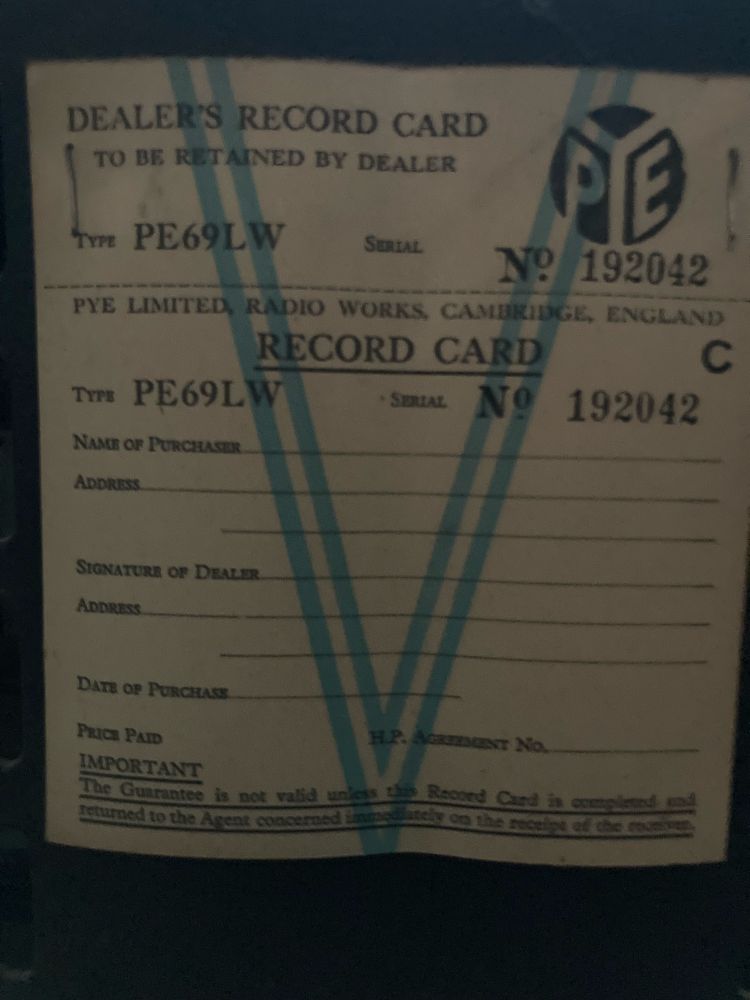 DEALER'S RECORD CARD
TO BE RETAINED BY DEALER
PYE
TYPE PE69LW SERIAL Nº 192042
PYE LIMITED, RADIO WORKS, CAMBRIDGE, ENGLAND
RECORD CARD C
TYPE PE69LW SERIAL Nº 192042
NAME OF PURCHASER
ADDRESS
SIGNATURE OF DEALER
ADDRESS
DATE OF PURCHASE
PRICE PAID H.P. AGREEMENT NO.
IMPORTANT
The Guarantee is not valid unless this Record Card is completed and
returned to the Agent concerned immediately on the receipt of the receiver.